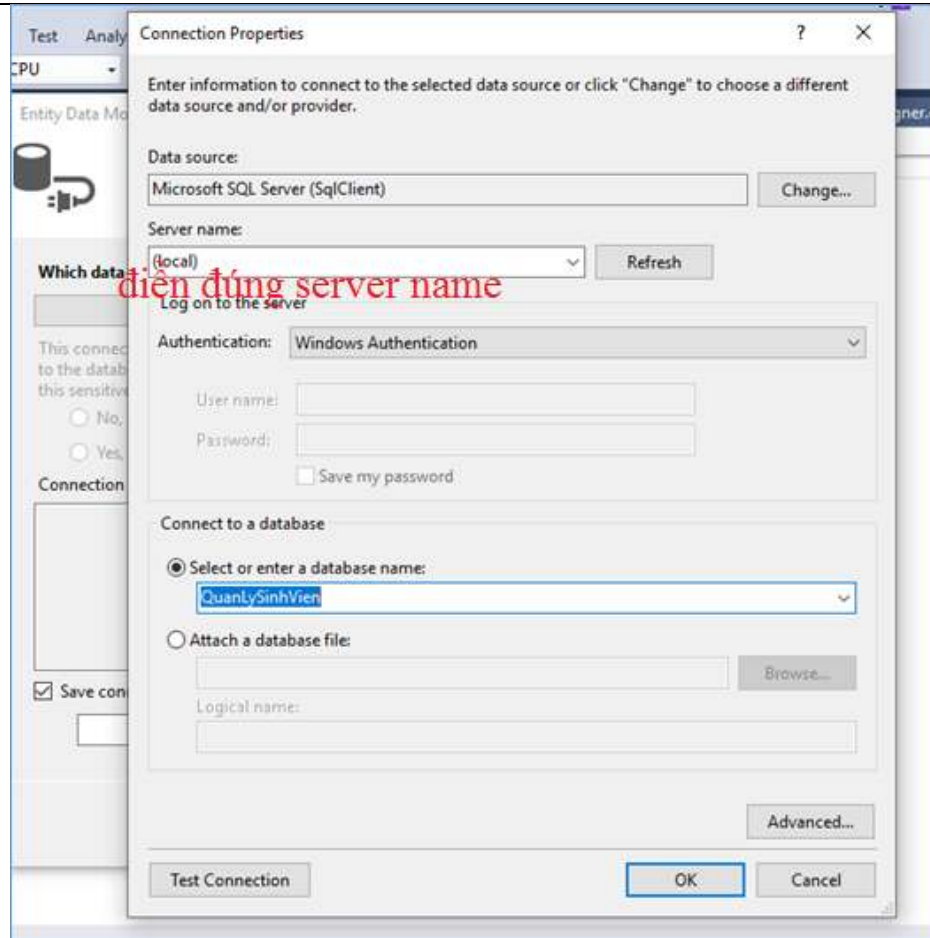 Test Analy
CPU
Connection Properties
? 
Enter information to connect to the selected data source or click "Change" to choose a different
data source and/or provider.
Entity Data Mo
Data source:
Microsoft SQL Server (SqlClient)
Change...
Server name:
(local)
Refresh
điền đúng server name
Which data
Log on to the server
Authentication: Windows Authentication
This connec
to the datab
this sensitive
User name:
No,
Password:
Yes,
Save my password
Connection
Connect to a database
Select or enter a database name:
QuanLySinhVien
Attach a database file:
Browse...
Save con
Logical name:
Advanced...
Test Connection
OK
Cancel